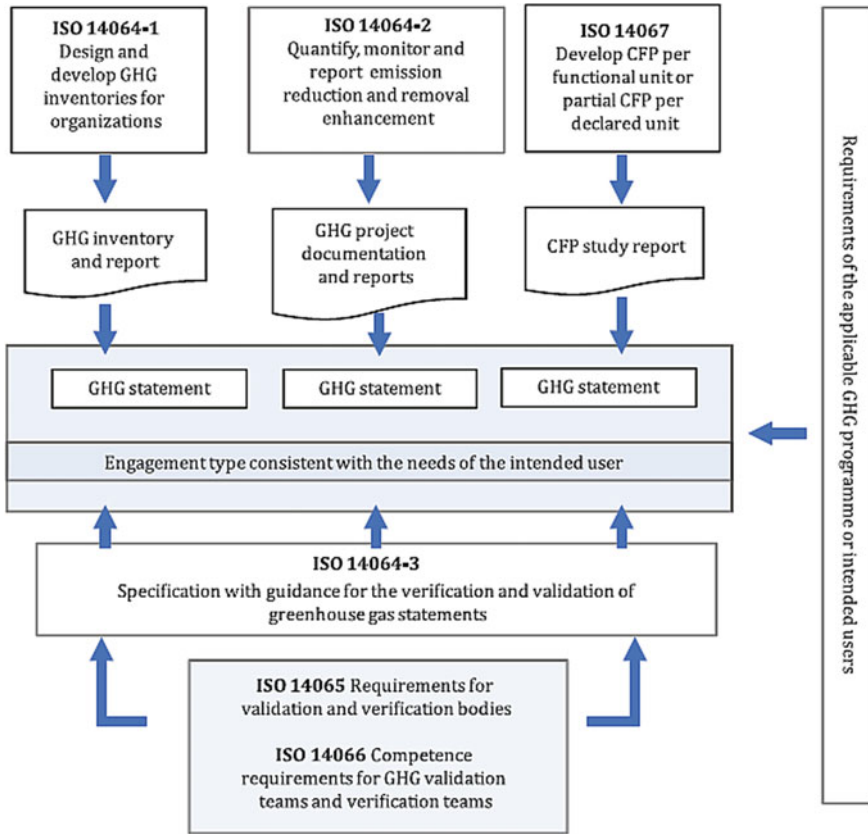 ISO 14064-1
Design and
develop GHG
inventories for
organizations
ISO 14064-2
Quantify, monitor and
report emission
reduction and removal
enhancement
ISO 14067
Develop CFP per
functional unit or
partial CFP per
declared unit
GHG inventory
and report
GHG project
documentation
and reports
CFP study report
GHG statement
GHG statement
GHG statement
Engagement type consistent with the needs of the intended user
ISO 14064-3
Specification with guidance for the verification and validation of
greenhouse gas statements
ISO 14065 Requirements for
validation and verification bodies
ISO 14066 Competence
requirements for GHG validation
teams and verification teams
Requirements of the applicable GHG programme or intended users